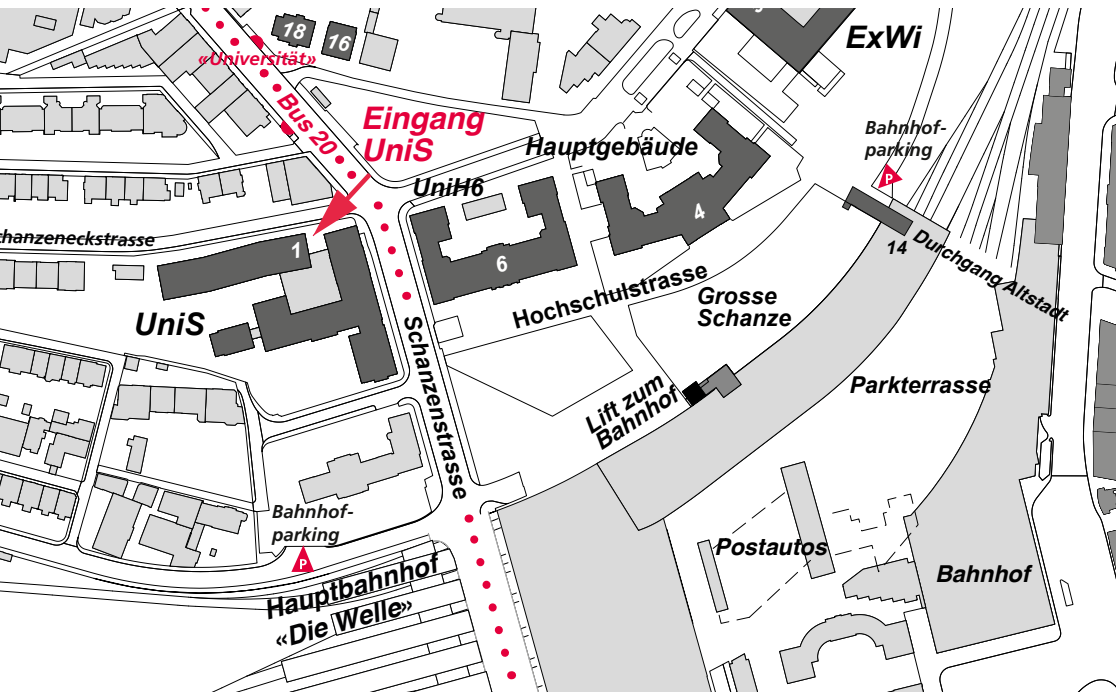 18
16
ExWi
«Universität»
Bus 20
Eingang
UniS
Bahnhof-
parking
P
Hauptgebäude
UniH6
4
1
6
14
Durchgang Altstadt
UniS
Hochschulstrasse
Grosse
Schanze
Schanzenstrasse
Lift zum
Bahnhof
Parkterrasse
Bahnhof-
parking
P
Postautos
Bahnhof
Hauptbahnhof
«Die Welle»